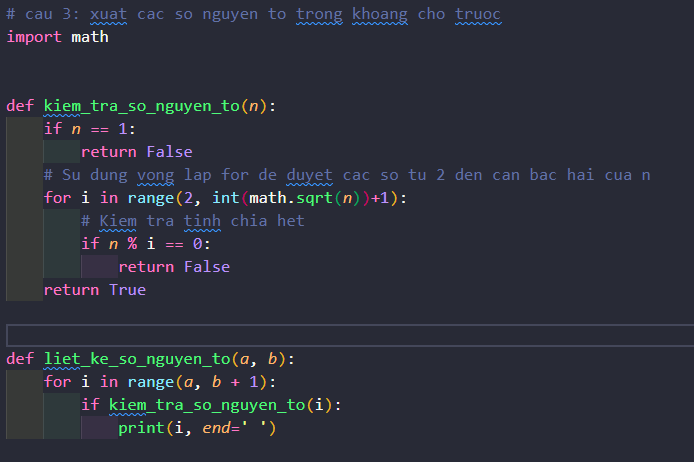 # cau 3: xuat cac so nguyen to trong khoang cho truoc
import math
def kiem_tra_so_nguyen_to(n):
    if n == 1:
        return False
    # Su dung vong lap for de duyet cac so tu 2 den can bac hai cua n
    for i in range(2, int(math.sqrt(n))+1):
        # Kiem tra tinh chia het
        if n % i == 0:
            return False
    return True
def liet_ke_so_nguyen_to(a, b):
    for i in range(a, b + 1):
        if kiem_tra_so_nguyen_to(i):
            print(i, end=' ')